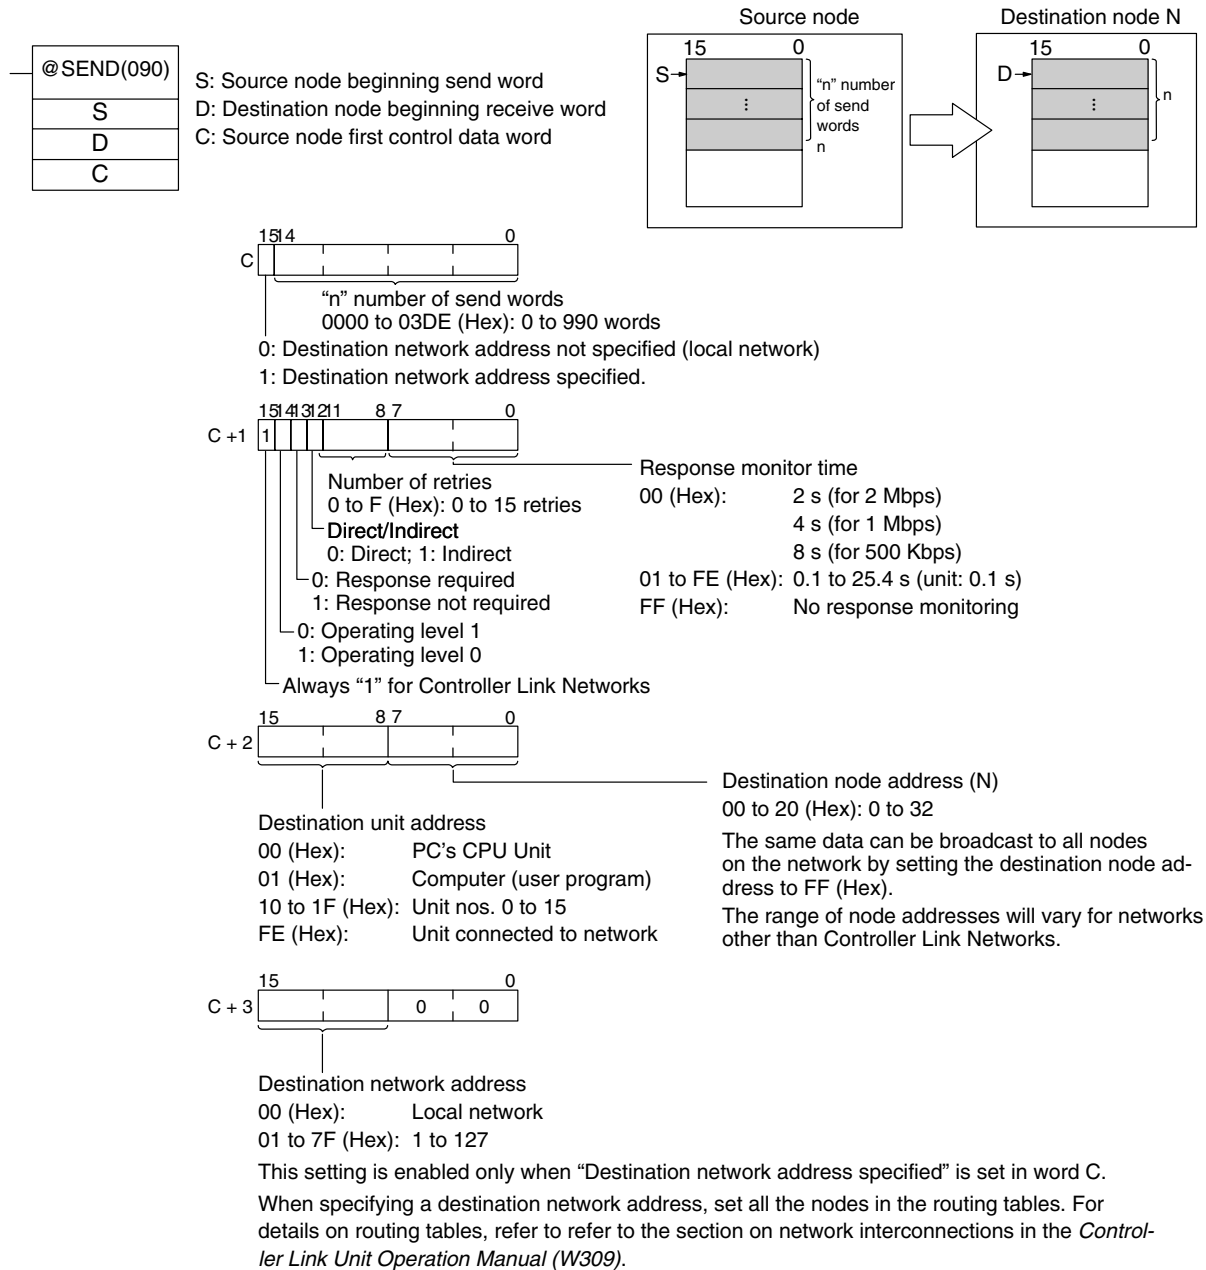 Source node
Destination node N
@SEND(090)
S
D
C
S: Source node beginning send word
D: Destination node beginning receive word
C: Source node first control data word
15 0
S
"n" number
of send
words
n
15 0
D
n
1514 0
C
"n" number of send words
0000 to 03DE (Hex): 0 to 990 words
0: Destination network address not specified (local network)
1: Destination network address specified.
1514131211 8 7 0
C +1 1
Number of retries
0 to F (Hex): 0 to 15 retries
Direct/Indirect
0: Direct; 1: Indirect
0: Response required
1: Response not required
0: Operating level 1
1: Operating level 0
Always "1" for Controller Link Networks
Response monitor time
00 (Hex): 2 s (for 2 Mbps)
4 s (for 1 Mbps)
8 s (for 500 Kbps)
01 to FE (Hex): 0.1 to 25.4 s (unit: 0.1 s)
FF (Hex): No response monitoring
15 8 7 0
C + 2
Destination unit address
00 (Hex): PC's CPU Unit
01 (Hex): Computer (user program)
10 to 1F (Hex): Unit nos. 0 to 15
FE (Hex): Unit connected to network
Destination node address (N)
00 to 20 (Hex): 0 to 32
The same data can be broadcast to all nodes
on the network by setting the destination node ad-
dress to FF (Hex).
The range of node addresses will vary for networks
other than Controller Link Networks.
15 0
C + 3 0 0
Destination network address
00 (Hex): Local network
01 to 7F (Hex): 1 to 127
This setting is enabled only when "Destination network address specified" is set in word C.
When specifying a destination network address, set all the nodes in the routing tables. For
details on routing tables, refer to refer to the section on network interconnections in the Control-
ler Link Unit Operation Manual (W309).